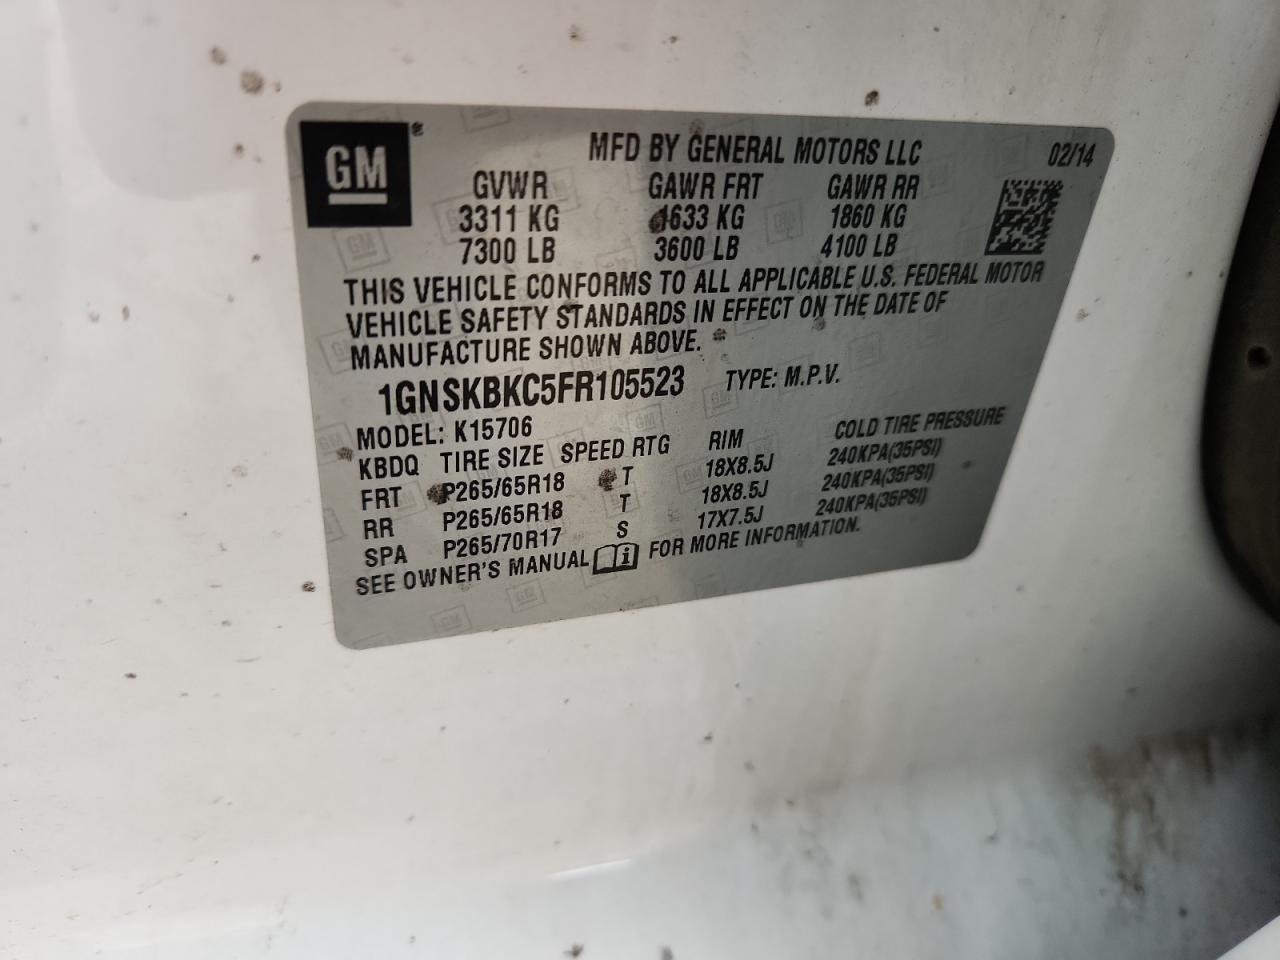 GM
MFD BY GENERAL MOTORS LLC 02/14
GVWR GAWR FRT GAWR RR
3311 KG 1633 KG 1860 KG
7300 LB 3600 LB 4100 LB
THIS VEHICLE CONFORMS TO ALL APPLICABLE U.S. FEDERAL MOTOR
VEHICLE SAFETY STANDARDS IN EFFECT ON THE DATE OF
MANUFACTURE SHOWN ABOVE.
1GNSKBKC5FR105523 TYPE: M.P.V.
MODEL: K15706
KBDQ TIRE SIZE SPEED RTG RIM COLD TIRE PRESSURE
FRT P265/65R18 T 18X8.5J 240KPA(35PSI)
RR P265/65R18 T 18X8.5J 240KPA(35PSI)
SPA P265/70R17 S 17X7.5J 240KPA(35PSI)
SEE OWNER'S MANUAL i FOR MORE INFORMATION.